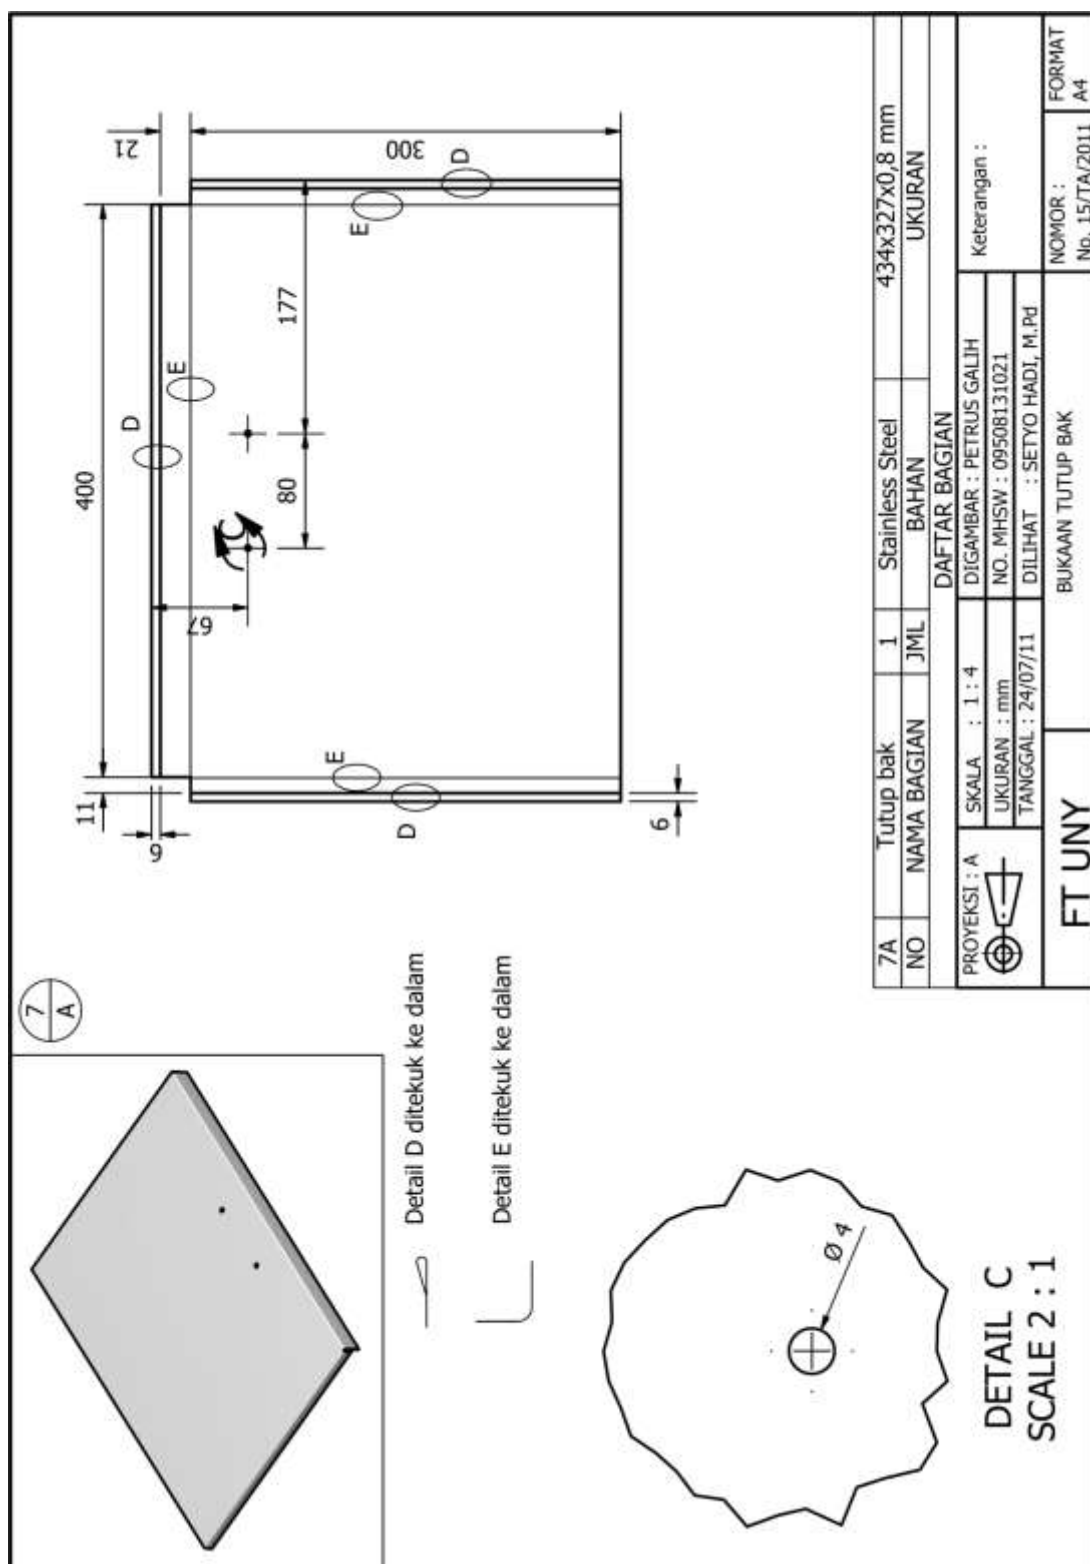 7
A
Detail D ditekuk ke dalam
Detail E ditekuk ke dalam
DETAIL C
SCALE 2 : 1
Ø 4
400
11
6
21
300
67
80
177
6
C
D
E
E
D
E
D
7A Tutup bak 1 Stainless Steel 434x327x0,8 mm
NO NAMA BAGIAN JML BAHAN UKURAN
DAFTAR BAGIAN
PROYEKSI : A
SKALA : 1 : 4
UKURAN : mm
TANGGAL : 24/07/11
DIGAMBAR : PETRUS GALIH
NO. MHSW : 09508131021
DILIHAT : SETYO HADI, M.Pd
Keterangan :
FT UNY
BUKAAN TUTUP BAK
NOMOR :
No. 15/TA/2011
FORMAT
A4